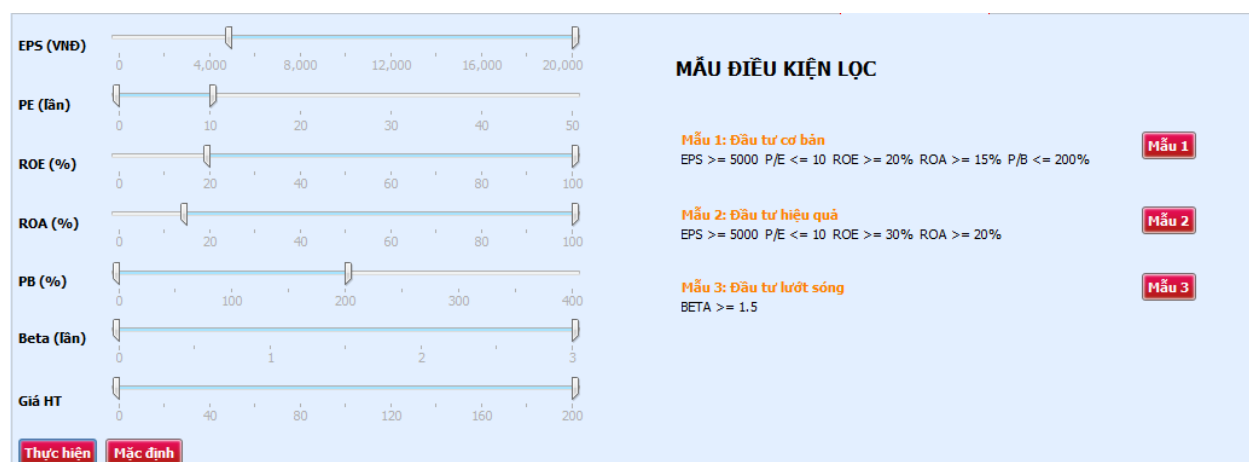 EPS (VNĐ)
0 4,000 8,000 12,000 16,000 20,000
PE (lần)
0 10 20 30 40 50
ROE (%)
0 20 40 60 80 100
ROA (%)
0 20 40 60 80 100
PB (%)
0 100 200 300 400
Beta (lần)
0 1 2 3
Giá HT
0 40 80 120 160 200
Thực hiện Mặc định
MẪU ĐIỀU KIỆN LỌC
Mẫu 1: Đầu tư cơ bản
EPS >= 5000 P/E <= 10 ROE >= 20% ROA >= 15% P/B <= 200%
Mẫu 1
Mẫu 2: Đầu tư hiệu quả
EPS >= 5000 P/E <= 10 ROE >= 30% ROA >= 20%
Mẫu 2
Mẫu 3: Đầu tư lướt sóng
BETA >= 1.5
Mẫu 3